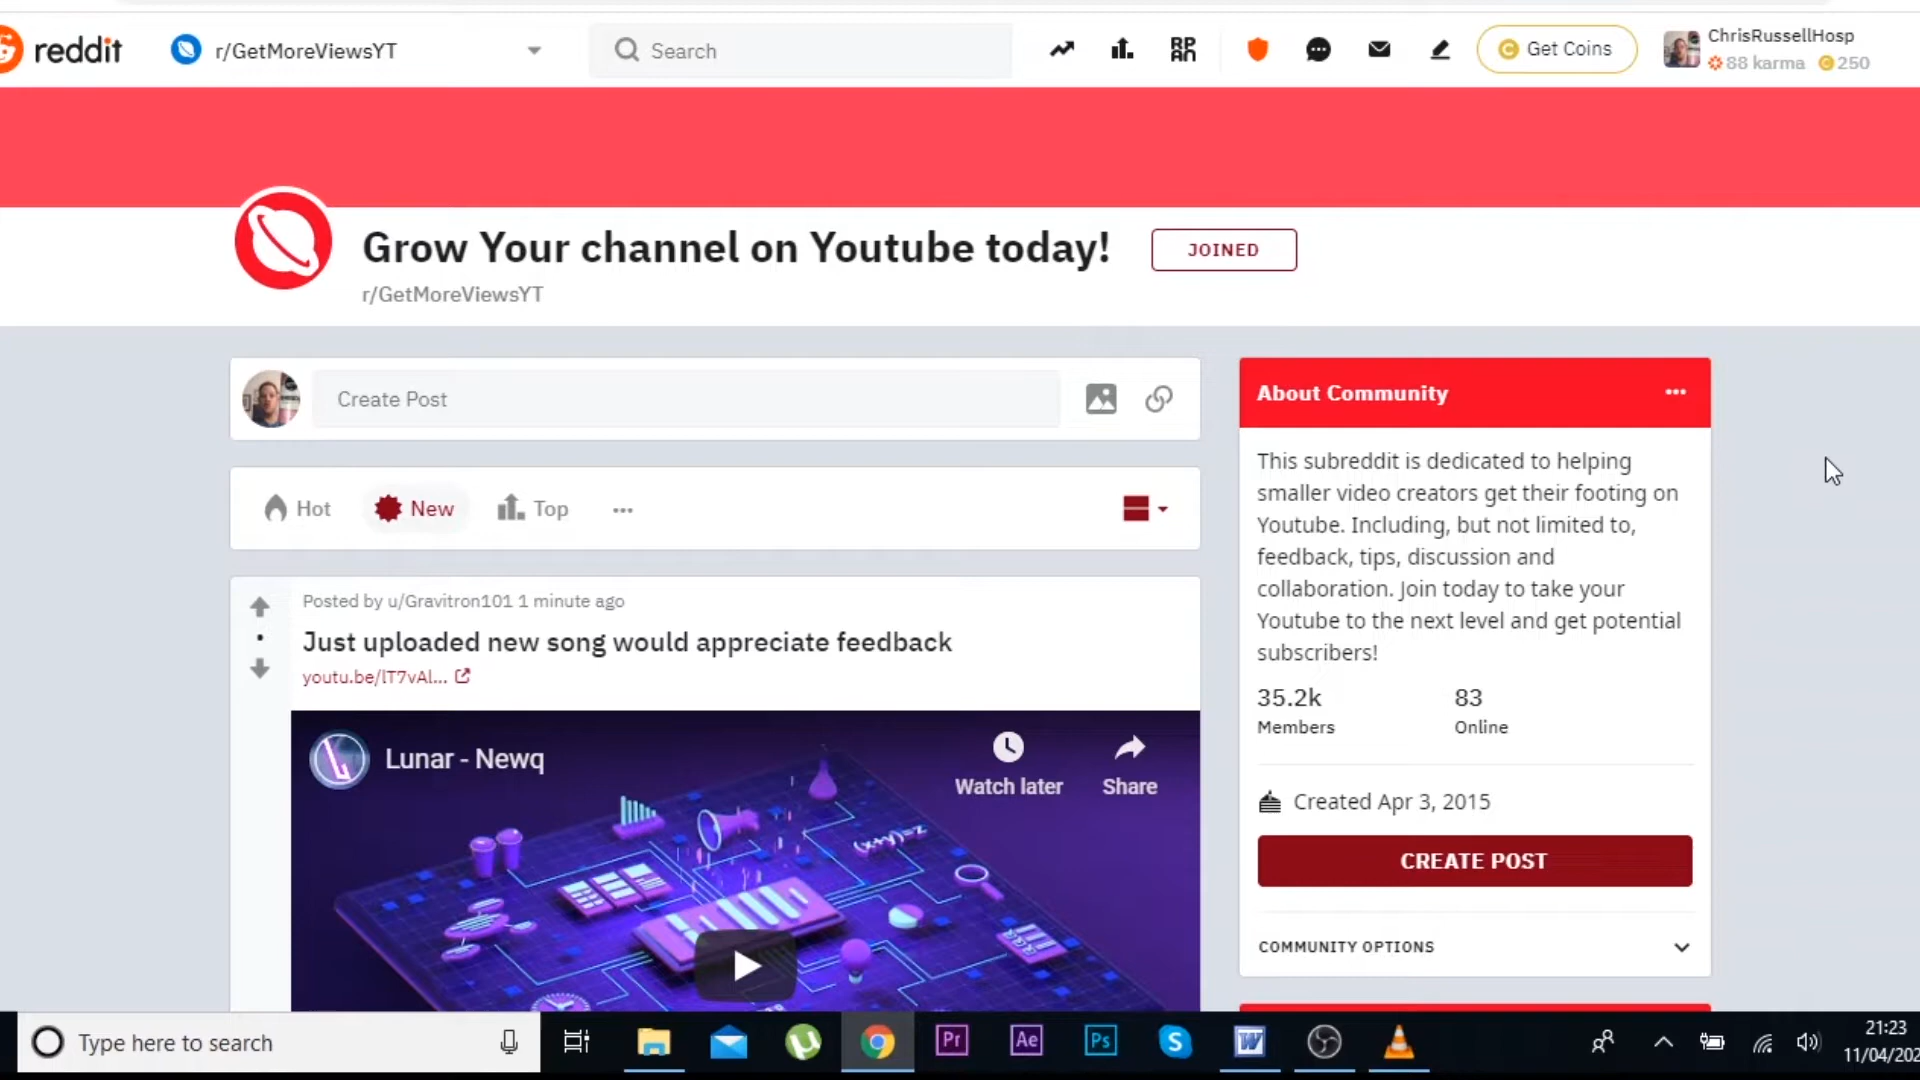 reddit
r/GetMoreViewsYT
Search
Get Coins
ChrisRussellHosp
88 karma 250
Grow Your channel on Youtube today!
JOINED
r/GetMoreViewsYT
Create Post
Hot
New
Top
Posted by u/Gravitron101 1 minute ago
Just uploaded new song would appreciate feedback
youtu.be/lT7vAl...
Lunar - Newq
Watch later
Share
(x+y)=z
About Community
This subreddit is dedicated to helping
smaller video creators get their footing on
Youtube. Including, but not limited to,
feedback, tips, discussion and
collaboration. Join today to take your
Youtube to the next level and get potential
subscribers!
35.2k
Members
83
Online
Created Apr 3, 2015
CREATE POST
COMMUNITY OPTIONS
Type here to search
Pr
Ae
Ps
21:23
11/04/202